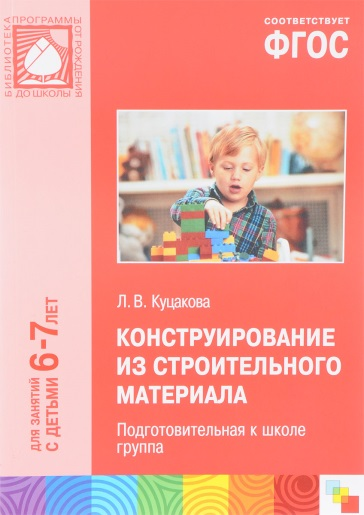 БИБЛИОТЕКА
ПРОГРАММЫ
ОТ РОЖДЕНИЯ
ДО ШКОЛЫ
СООТВЕТСТВУЕТ
ФГОС
Л. В. Куцакова
КОНСТРУИРОВАНИЕ
ИЗ СТРОИТЕЛЬНОГО
МАТЕРИАЛА
Подготовительная к школе
группа
ДЛЯ ЗАНЯТИЙ
С ДЕТЬМИ 6-7 ЛЕТ